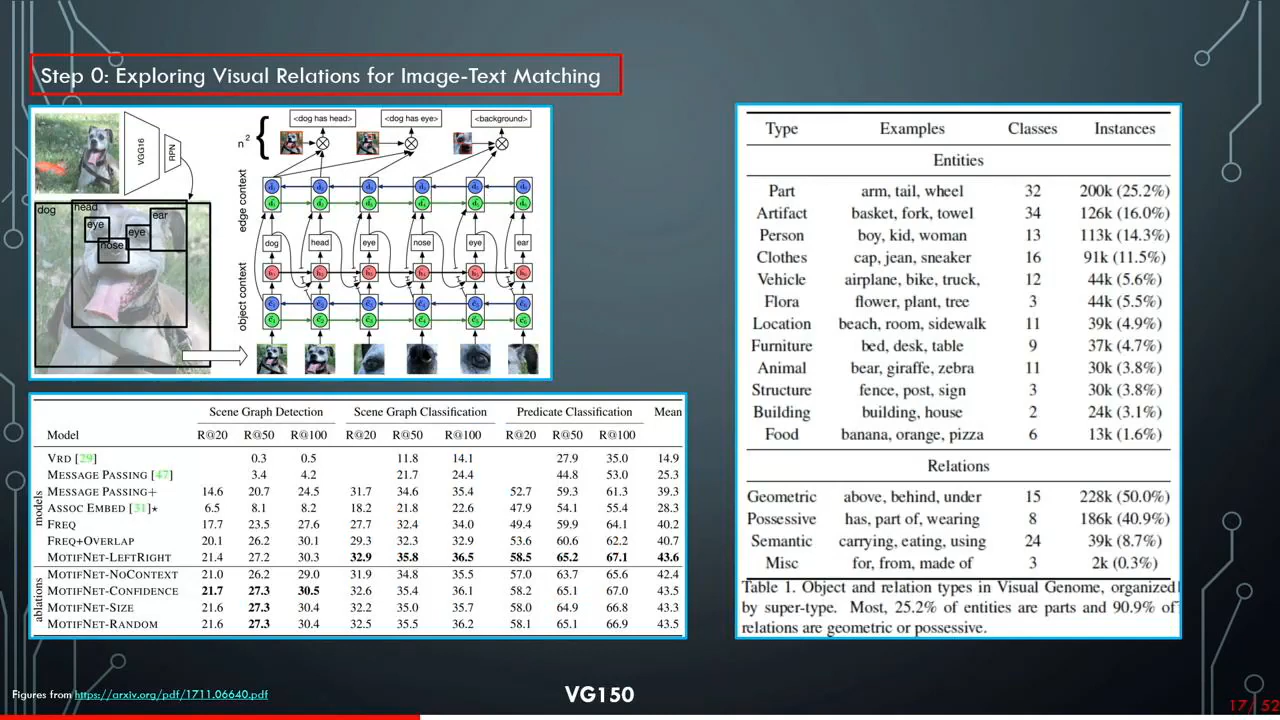 Step 0: Exploring Visual Relations for Image-Text Matching
VGG16
RPN
n²
<dog has head> <dog has eye> <background>
edge context
object context
dog head eye nose eye ear
dog
head
eye
eye
ear
nose
Scene Graph Detection Scene Graph Classification Predicate Classification Mean
Model R@20 R@50 R@100 R@20 R@50 R@100 R@20 R@50 R@100
models
VRD [29] 0.3 0.5 11.8 14.1 27.9 35.0 14.9
MESSAGE PASSING [47] 3.4 4.2 21.7 24.4 44.8 53.0 25.3
MESSAGE PASSING+ 14.6 20.7 24.5 31.7 34.6 35.4 52.7 59.3 61.3 39.3
ASSOC EMBED [31]⋆ 6.5 8.1 8.2 18.2 21.8 22.6 47.9 54.1 55.4 28.3
FREQ 17.7 23.5 27.6 27.7 32.4 34.0 49.4 59.9 64.1 40.2
FREQ+OVERLAP 20.1 26.2 30.1 29.3 32.3 32.9 53.6 60.6 62.2 40.7
MOTIFNET-LEFTRIGHT 21.4 27.2 30.3 32.9 35.8 36.5 58.5 65.2 67.1 43.6
ablations
MOTIFNET-NOCONTEXT 21.0 26.2 29.0 31.9 34.8 35.5 57.0 63.7 65.6 42.4
MOTIFNET-CONFIDENCE 21.7 27.3 30.5 32.6 35.4 36.1 58.2 65.1 67.0 43.5
MOTIFNET-SIZE 21.6 27.3 30.4 32.2 35.0 35.7 58.0 64.9 66.8 43.3
MOTIFNET-RANDOM 21.6 27.3 30.4 32.5 35.5 36.2 58.1 65.1 66.9 43.5
Type Examples Classes Instances
Entities
Part arm, tail, wheel 32 200k (25.2%)
Artifact basket, fork, towel 34 126k (16.0%)
Person boy, kid, woman 13 113k (14.3%)
Clothes cap, jean, sneaker 16 91k (11.5%)
Vehicle airplane, bike, truck, 12 44k (5.6%)
Flora flower, plant, tree 3 44k (5.5%)
Location beach, room, sidewalk 11 39k (4.9%)
Furniture bed, desk, table 9 37k (4.7%)
Animal bear, giraffe, zebra 11 30k (3.8%)
Structure fence, post, sign 3 30k (3.8%)
Building building, house 2 24k (3.1%)
Food banana, orange, pizza 6 13k (1.6%)
Relations
Geometric above, behind, under 15 228k (50.0%)
Possessive has, part of, wearing 8 186k (40.9%)
Semantic carrying, eating, using 24 39k (8.7%)
Misc for, from, made of 3 2k (0.3%)
Table 1. Object and relation types in Visual Genome, organized
by super-type. Most, 25.2% of entities are parts and 90.9% of
relations are geometric or possessive.
Figures from https://arxiv.org/pdf/1711.06640.pdf
VG150
17/ 52